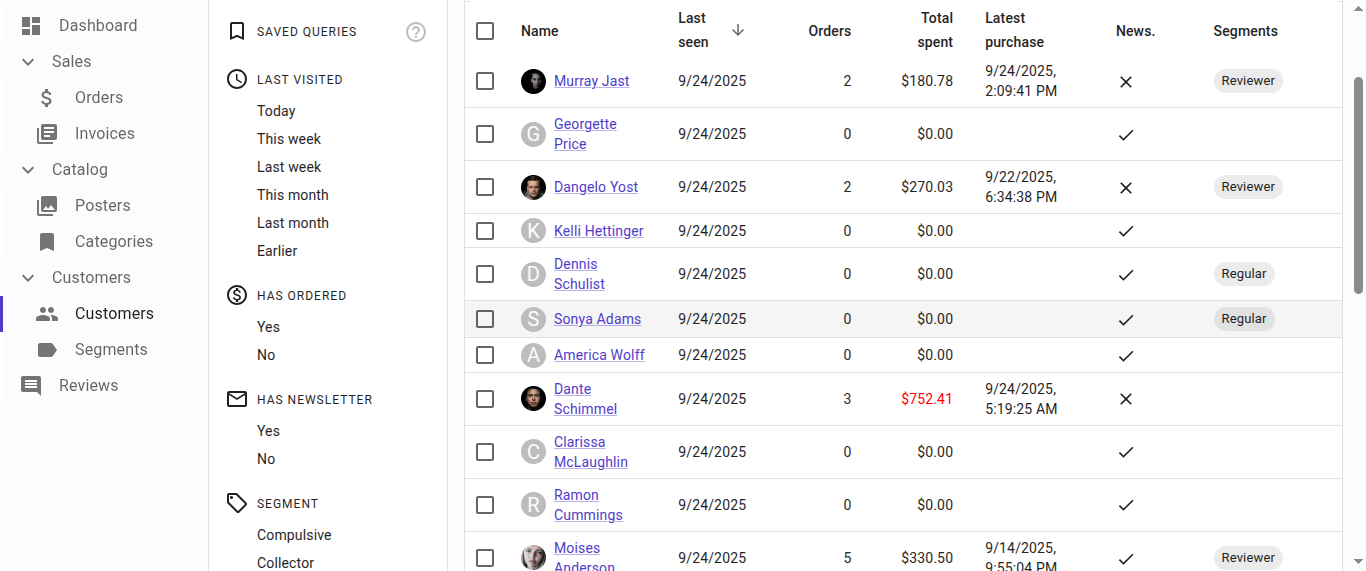 Dashboard
Sales
Orders
Invoices
Catalog
Posters
Categories
Customers
Customers
Segments
Reviews
SAVED QUERIES ?
LAST VISITED
Today
This week
Last week
This month
Last month
Earlier
HAS ORDERED
Yes
No
HAS NEWSLETTER
Yes
No
SEGMENT
Compulsive
Collector
Name Last seen Orders Total spent Latest purchase News. Segments
Murray Jast 9/24/2025 2 $180.78 9/24/2025, 2:09:41 PM Reviewer
G Georgette Price 9/24/2025 0 $0.00
Dangelo Yost 9/24/2025 2 $270.03 9/22/2025, 6:34:38 PM Reviewer
K Kelli Hettinger 9/24/2025 0 $0.00
D Dennis Schulist 9/24/2025 0 $0.00 Regular
S Sonya Adams 9/24/2025 0 $0.00 Regular
A America Wolff 9/24/2025 0 $0.00
Dante Schimmel 9/24/2025 3 $752.41 9/24/2025, 5:19:25 AM
C Clarissa McLaughlin 9/24/2025 0 $0.00
R Ramon Cummings 9/24/2025 0 $0.00
Moises Anderson 9/24/2025 5 $330.50 9/14/2025, 9:55:04 PM Reviewer